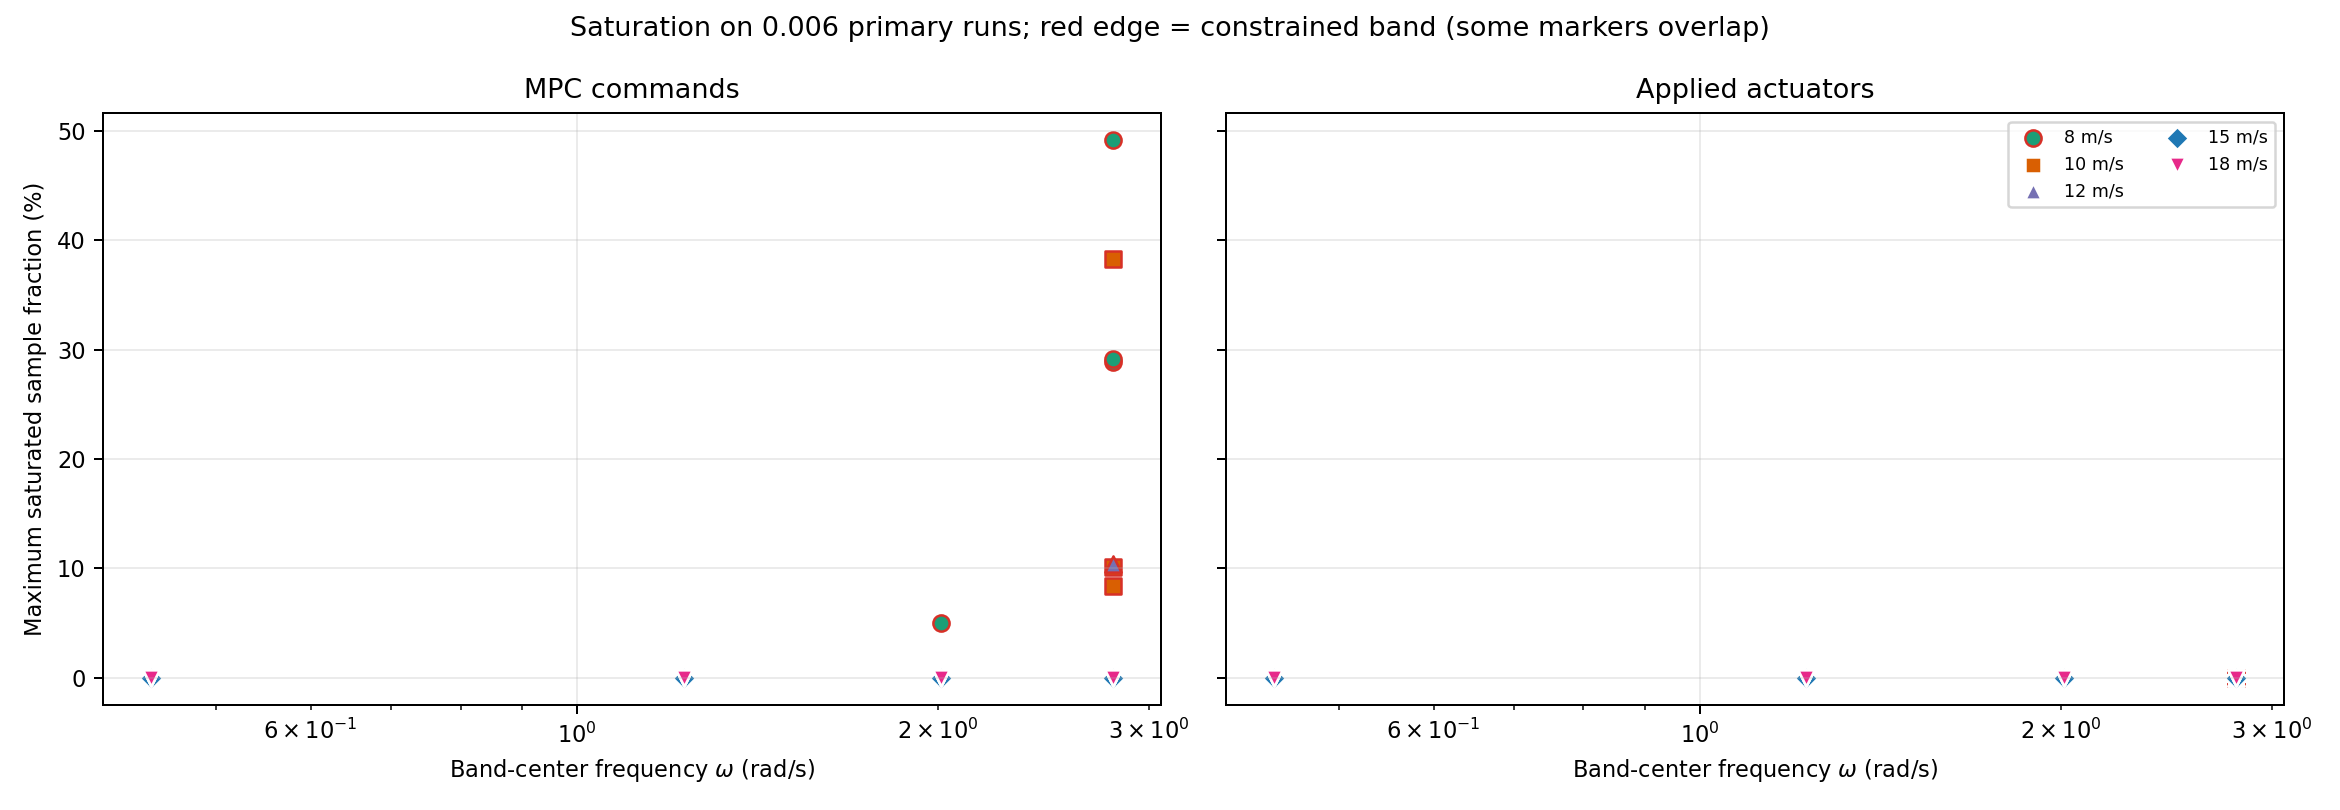 Saturation on 0.006 primary runs; red edge = constrained band (some markers overlap)
MPC commands
Maximum saturated sample fraction (%)
50
40
30
20
10
0
6 × 10⁻¹
10⁰
2 × 10⁰
3 × 10⁰
Band-center frequency ω (rad/s)
Applied actuators
8 m/s
10 m/s
12 m/s
15 m/s
18 m/s
6 × 10⁻¹
10⁰
2 × 10⁰
3 × 10⁰
Band-center frequency ω (rad/s)